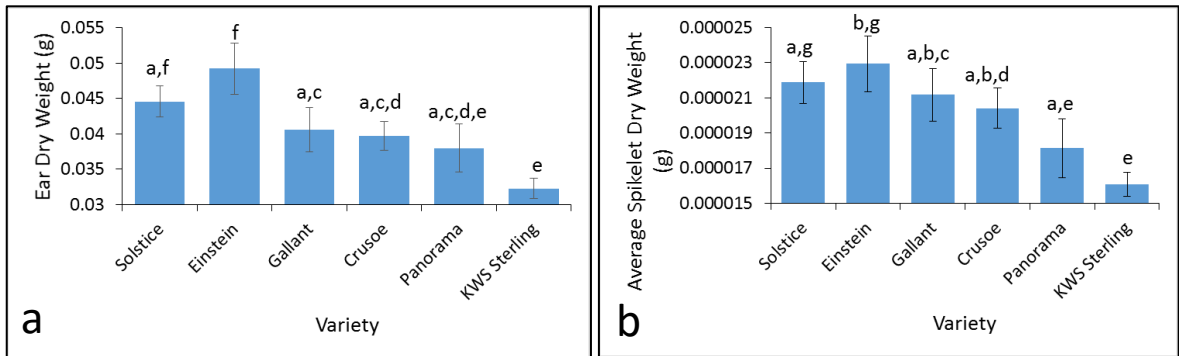 Ear Dry Weight (g)
0.055
0.05
0.045
0.04
0.035
0.03
a,f
f
a,c
a,c,d
a,c,d,e
e
Solstice
Einstein
Gallant
Crusoe
Panorama
KWS Sterling
Variety
a
Average Spikelet Dry Weight
(g)
0.000025
0.000023
0.000021
0.000019
0.000017
0.000015
a,g
b,g
a,b,c
a,b,d
a,e
e
Solstice
Einstein
Gallant
Crusoe
Panorama
KWS Sterling
Variety
b